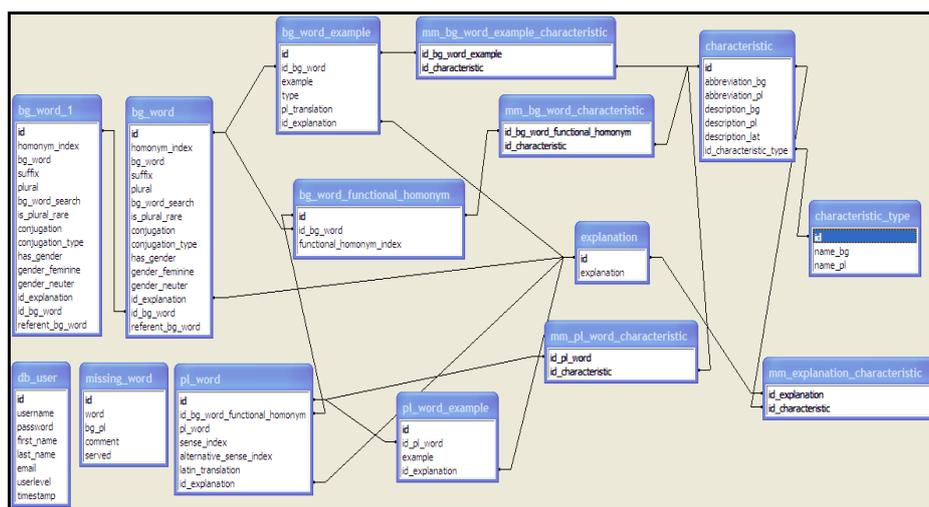 bg_word_example
id
id_bg_word
example
type
pl_translation
id_explanation
mm_bg_word_example_characteristic
id_bg_word_example
id_characteristic
characteristic
id
abbreviation_bg
abbreviation_pl
description_bg
description_pl
description_lat
id_characteristic_type
bg_word_1
id
homonym_index
bg_word
suffix
plural
bg_word_search
is_plural_rare
conjugation
conjugation_type
has_gender
gender_feminine
gender_neuter
id_explanation
id_bg_word
referent_bg_word
bg_word
id
homonym_index
bg_word
suffix
plural
bg_word_search
is_plural_rare
conjugation
conjugation_type
has_gender
gender_feminine
gender_neuter
id_explanation
id_bg_word
referent_bg_word
mm_bg_word_characteristic
id_bg_word_functional_homonym
id_characteristic
bg_word_functional_homonym
id
id_bg_word
functional_homonym_index
explanation
id
explanation
characteristic_type
id
name_bg
name_pl
mm_pl_word_characteristic
id_pl_word
id_characteristic
mm_explanation_characteristic
id_explanation
id_characteristic
db_user
id
username
password
first_name
last_name
email
userlevel
timestamp
missing_word
id
word
bg_pl
comment
served
pl_word
id
id_bg_word_functional_homonym
pl_word
sense_index
alternative_sense_index
latin_translation
id_explanation
pl_word_example
id
id_pl_word
example
id_explanation